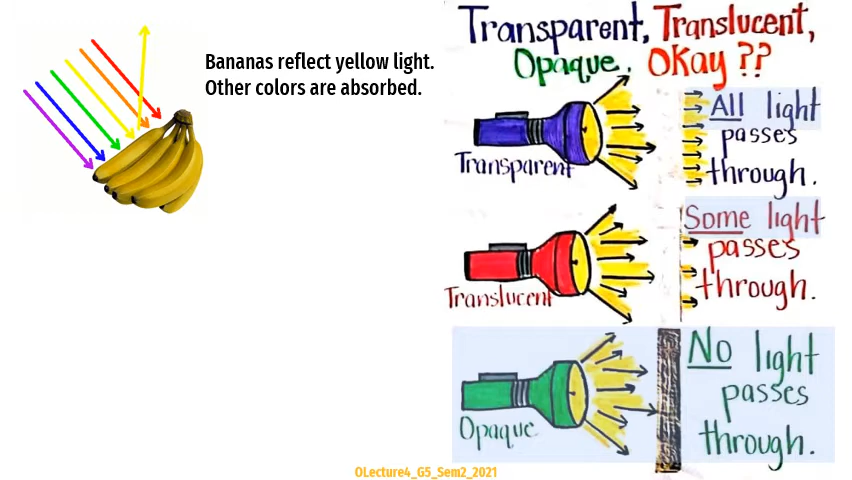 Bananas reflect yellow light.
Other colors are absorbed.
Transparent, Translucent,
Opaque, Okay ??
Transparent
All light
passes
through.
Translucent
Some light
passes
through.
Opaque
No light
passes
through.
OLecture4_G5_Sem2_2021